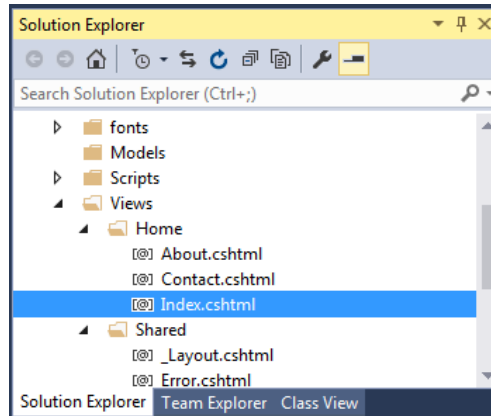 Solution Explorer
Search Solution Explorer (Ctrl+;)
fonts
Models
Scripts
Views
Home
[@] About.cshtml
[@] Contact.cshtml
[@] Index.cshtml
Shared
[@] _Layout.cshtml
[@] Error.cshtml
Solution Explorer Team Explorer Class View